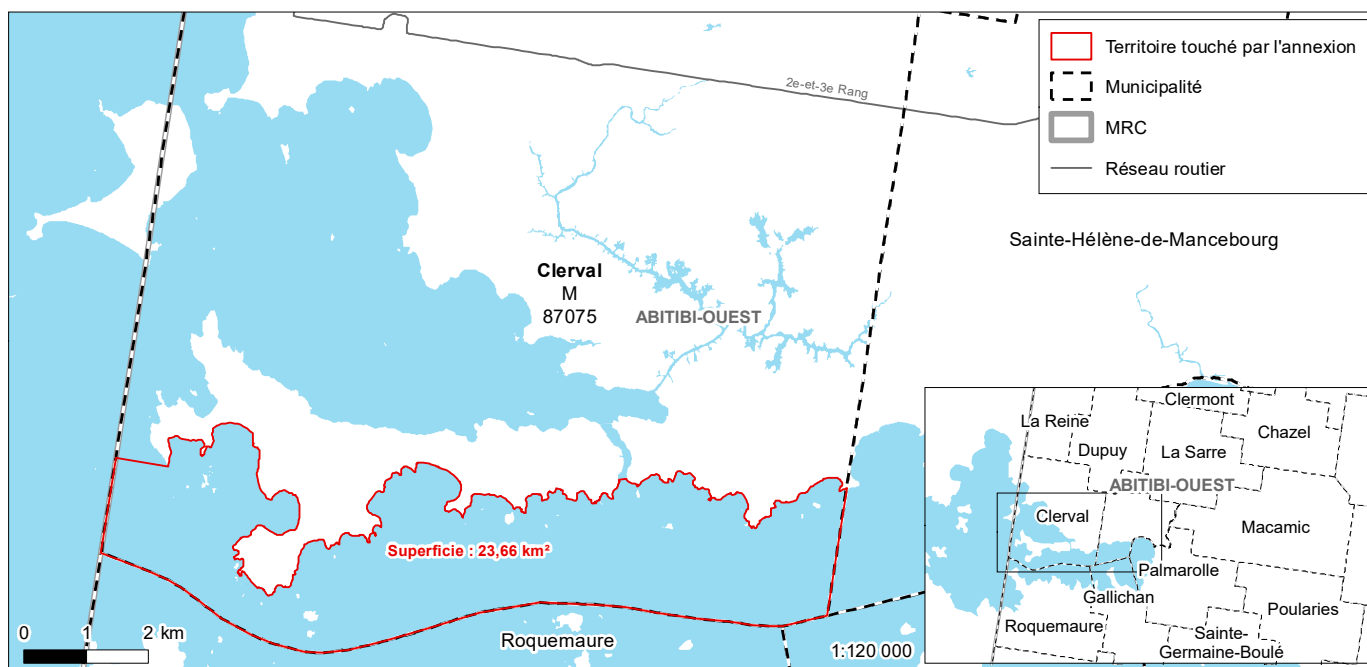 2e-et-3e Rang
Territoire touché par l'annexion
Municipalité
MRC
Réseau routier
Sainte-Hélène-de-Mancebourg
Clerval
M
87075
ABITIBI-OUEST
Superficie : 23,66 km²
Roquemaure
0 1 2 km
1:120 000
Clermont
La Reine
Chazel
Dupuy
La Sarre
ABITIBI-OUEST
Clerval
Macamic
Palmarolle
Gallichan
Poularies
Roquemaure
Sainte-
Germaine-Boulé